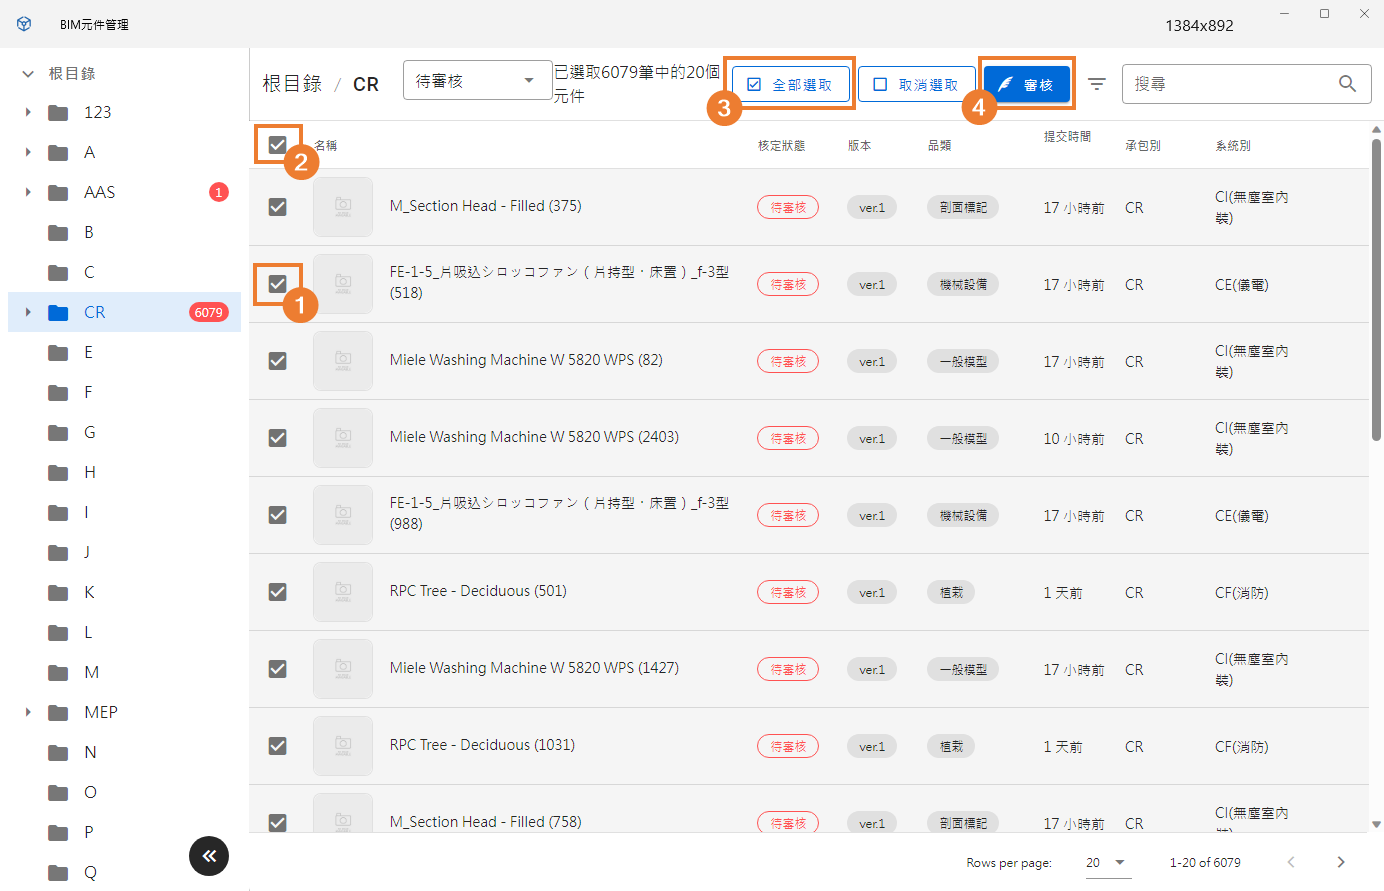 BIM元件管理
1384x892
根目錄
123
A
AAS
1
B
C
CR
6079
E
F
G
H
I
J
K
L
M
MEP
N
O
P
Q
根目錄 / CR
待審核
已選取6079筆中的20個
元件
全部選取
3
取消選取
審核
4
搜尋
2
名稱
核定狀態
版本
品類
提交時間
承包別
系統別
M_Section Head - Filled (375)
待審核
ver.1
剖面標記
17 小時前
CR
CI(無塵室內
裝)
1
FE-1-5_片吸込シロッコファン（片持型・床置）_f-3型
(518)
待審核
ver.1
機械設備
17 小時前
CR
CE(儀電)
Miele Washing Machine W 5820 WPS (82)
待審核
ver.1
一般模型
17 小時前
CR
CI(無塵室內
裝)
Miele Washing Machine W 5820 WPS (2403)
待審核
ver.1
一般模型
10 小時前
CR
CI(無塵室內
裝)
FE-1-5_片吸込シロッコファン（片持型・床置）_f-3型
(988)
待審核
ver.1
機械設備
17 小時前
CR
CE(儀電)
RPC Tree - Deciduous (501)
待審核
ver.1
植栽
1 天前
CR
CF(消防)
Miele Washing Machine W 5820 WPS (1427)
待審核
ver.1
一般模型
17 小時前
CR
CI(無塵室內
裝)
RPC Tree - Deciduous (1031)
待審核
ver.1
植栽
1 天前
CR
CF(消防)
M_Section Head - Filled (758)
待審核
ver.1
剖面標記
17 小時前
CR
CI(無塵室內
Rows per page:
20
1-20 of 6079